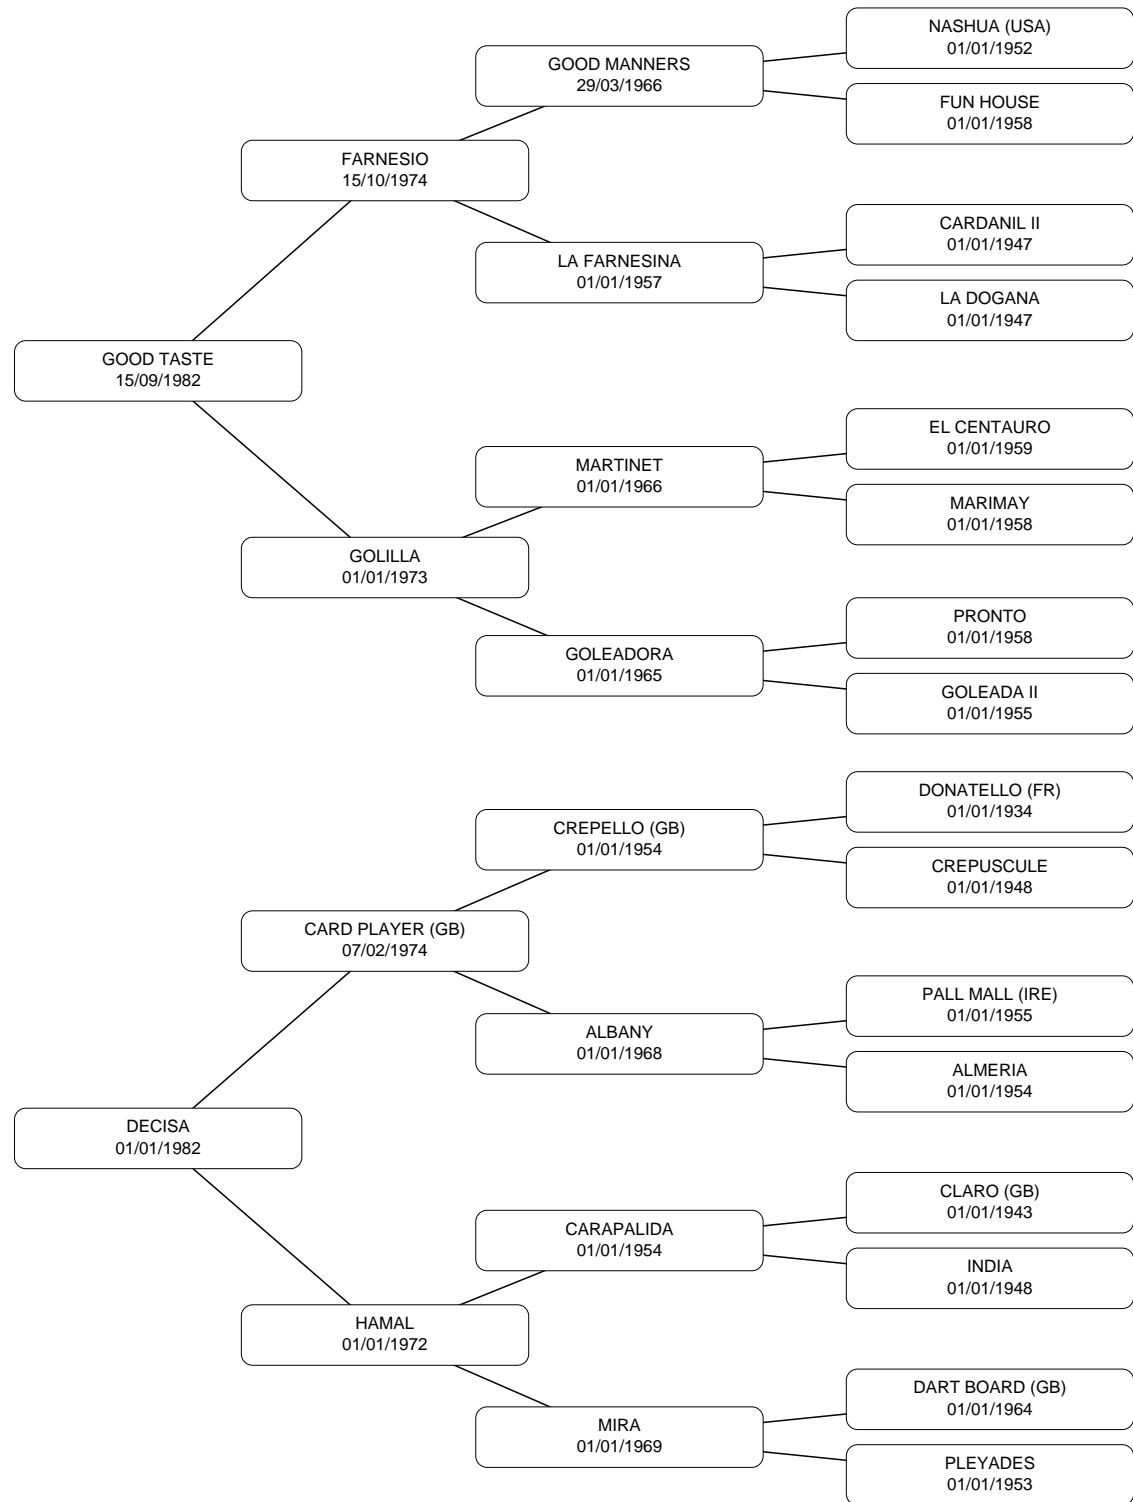 NASHUA (USA)
01/01/1952
GOOD MANNERS
29/03/1966
FUN HOUSE
01/01/1958
FARNESIO
15/10/1974
CARDANIL II
01/01/1947
LA FARNESINA
01/01/1957
LA DOGANA
01/01/1947
GOOD TASTE
15/09/1982
EL CENTAURO
01/01/1959
MARTINET
01/01/1966
MARIMAY
01/01/1958
GOLILLA
01/01/1973
PRONTO
01/01/1958
GOLEADORA
01/01/1965
GOLEADA II
01/01/1955
DONATELLO (FR)
01/01/1934
CREPELLO (GB)
01/01/1954
CREPUSCULE
01/01/1948
CARD PLAYER (GB)
07/02/1974
PALL MALL (IRE)
01/01/1955
ALBANY
01/01/1968
ALMERIA
01/01/1954
DECISA
01/01/1982
CLARO (GB)
01/01/1943
CARAPALIDA
01/01/1954
INDIA
01/01/1948
HAMAL
01/01/1972
DART BOARD (GB)
01/01/1964
MIRA
01/01/1969
PLEYADES
01/01/1953